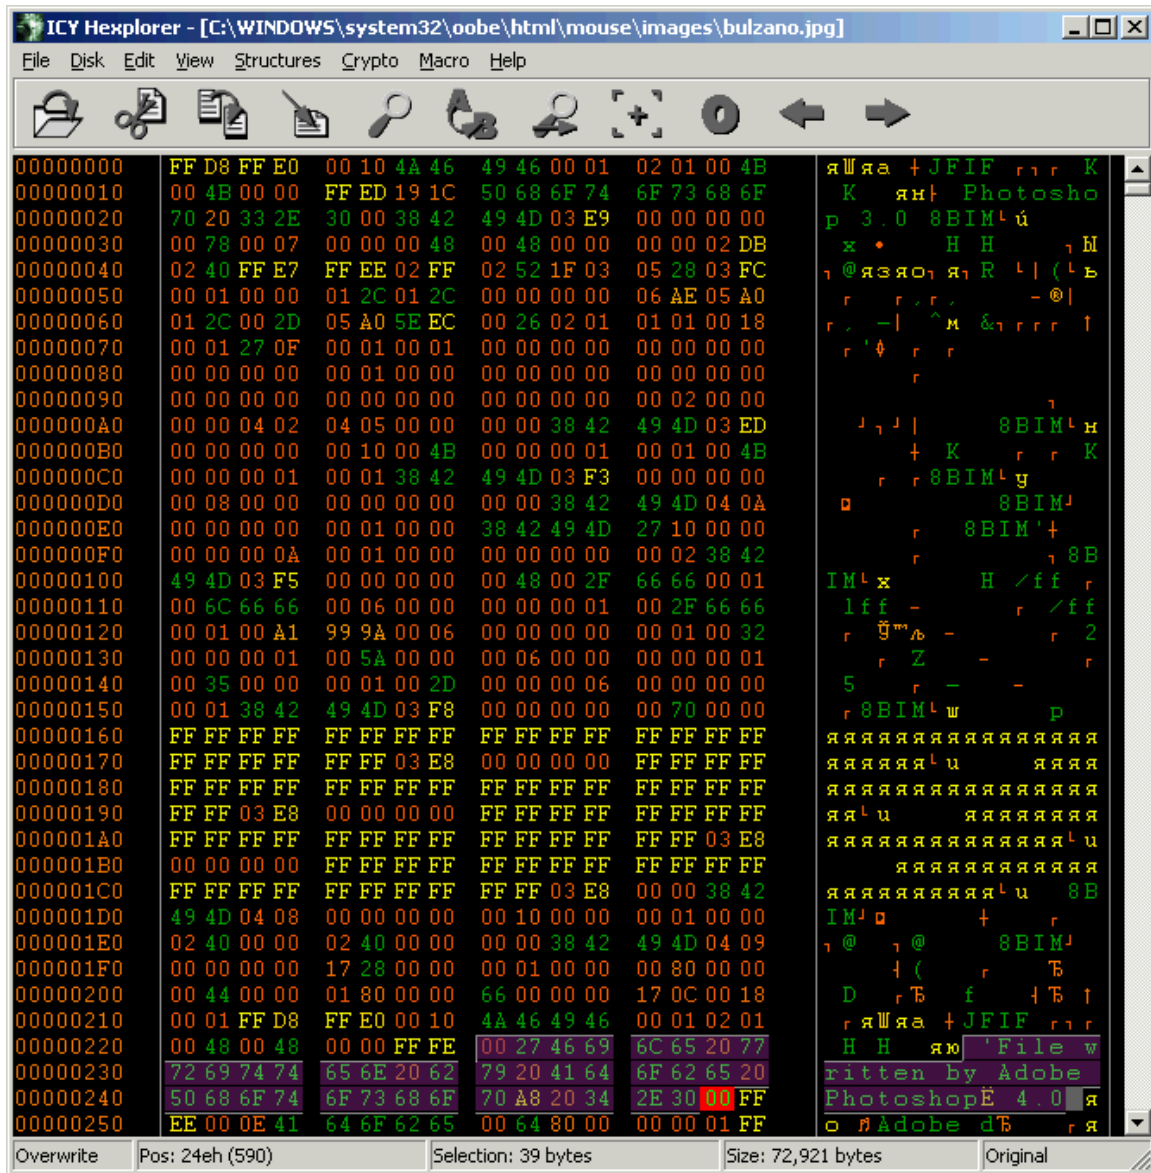 ICY Hexplorer - [C:\WINDOWS\system32\oobe\html\mouse\images\bulzano.jpg]
File Disk Edit View Structures Crypto Macro Help
00000000 FF D8 FF E0 00 10 4A 46 49 46 00 01 02 01 00 4B яШяа +JFIF ┐┐┌ K
00000010 00 4B 00 00 FF ED 19 1C 50 68 6F 74 6F 73 68 6F K ян├ Photosho
00000020 70 20 33 2E 30 00 38 42 49 4D 03 E9 00 00 00 00 p 3.0 8BIM└ú
00000030 00 78 00 07 00 00 00 48 00 48 00 00 00 00 02 DB x • H H ┐Ы
00000040 02 40 FF E7 FF EE 02 FF 02 52 1F 03 05 28 03 FC ┐@язяо┐я┐R └|(└ь
00000050 00 01 00 00 01 2C 01 2C 00 00 00 00 06 AE 05 A0 ┌ ┌,┌, -®|
00000060 01 2C 00 2D 05 A0 5E EC 00 26 02 01 01 01 00 18 ┌, -| ^м &┐┌┌┌ ↑
00000070 00 01 27 0F 00 01 00 01 00 00 00 00 00 00 00 00 ┌'¤ ┌ ┌
00000080 00 00 00 00 00 01 00 00 00 00 00 00 00 00 00 00 ┌
00000090 00 00 00 00 00 00 00 00 00 00 00 00 00 02 00 00 ┐
000000A0 00 00 04 02 04 05 00 00 00 00 38 42 49 4D 03 ED ┘┐┘| 8BIM└н
000000B0 00 00 00 00 00 10 00 4B 00 00 00 01 00 01 00 4B + K ┌ ┌ K
000000C0 00 00 00 01 00 01 38 42 49 4D 03 F3 00 00 00 00 ┌ ┌8BIM└у
000000D0 00 08 00 00 00 00 00 00 00 00 38 42 49 4D 04 0A ◘ 8BIM┘
000000E0 00 00 00 00 00 01 00 00 38 42 49 4D 27 10 00 00 ┌ 8BIM'+
000000F0 00 00 00 0A 00 01 00 00 00 00 00 00 00 02 38 42 ┌ ┐8B
00000100 49 4D 03 F5 00 00 00 00 00 48 00 2F 66 66 00 01 IM└х H /ff ┌
00000110 00 6C 66 66 00 06 00 00 00 00 00 01 00 2F 66 66 lff - ┌ /ff
00000120 00 01 00 A1 99 9A 00 06 00 00 00 00 00 01 00 32 ┌ Ў™љ - ┌ 2
00000130 00 00 00 01 00 5A 00 00 00 06 00 00 00 00 00 01 ┌ Z - ┌
00000140 00 35 00 00 00 01 00 2D 00 00 00 06 00 00 00 00 5 ┌ - -
00000150 00 01 38 42 49 4D 03 F8 00 00 00 00 00 70 00 00 ┌8BIM└ш p
00000160 FF FF FF FF FF FF FF FF FF FF FF FF FF FF FF FF яяяяяяяяяяяяяяяя
00000170 FF FF FF FF FF FF 03 E8 00 00 00 00 FF FF FF FF яяяяяя└и яяяя
00000180 FF FF FF FF FF FF FF FF FF FF FF FF FF FF FF FF яяяяяяяяяяяяяяяя
00000190 FF FF 03 E8 00 00 00 00 FF FF FF FF FF FF FF FF яя└и яяяяяяяя
000001A0 FF FF FF FF FF FF FF FF FF FF FF FF FF FF 03 E8 яяяяяяяяяяяяяя└и
000001B0 00 00 00 00 FF FF FF FF FF FF FF FF FF FF FF FF яяяяяяяяяяяя
000001C0 FF FF FF FF FF FF FF FF FF FF 03 E8 00 00 38 42 яяяяяяяяяя└и 8B
000001D0 49 4D 04 08 00 00 00 00 00 10 00 00 00 01 00 00 IM┘◘ + ┌
000001E0 02 40 00 00 02 40 00 00 00 00 38 42 49 4D 04 09 ┐@ ┐@ 8BIM┘
000001F0 00 00 00 00 17 28 00 00 00 01 00 00 00 80 00 00 ┤( ┌ Ђ
00000200 00 44 00 00 01 80 00 00 66 00 00 00 17 0C 00 18 D ┌Ђ f ┤Ђ ↑
00000210 00 01 FF D8 FF E0 00 10 4A 46 49 46 00 01 02 01 ┌яШяа +JFIF ┌┐┌
00000220 00 48 00 48 00 00 FF FE 00 27 46 69 6C 65 20 77 H H яю 'File w
00000230 72 69 74 74 65 6E 20 62 79 20 41 64 6F 62 65 20 ritten by Adobe
00000240 50 68 6F 74 6F 73 68 6F 70 A8 20 34 2E 30 00 FF PhotoshopЁ 4.0 я
00000250 EE 00 0E 41 64 6F 62 65 00 64 80 00 00 00 01 FF о ♫Adobe dЂ ┌я
Overwrite Pos: 24eh (590) Selection: 39 bytes Size: 72,921 bytes Original